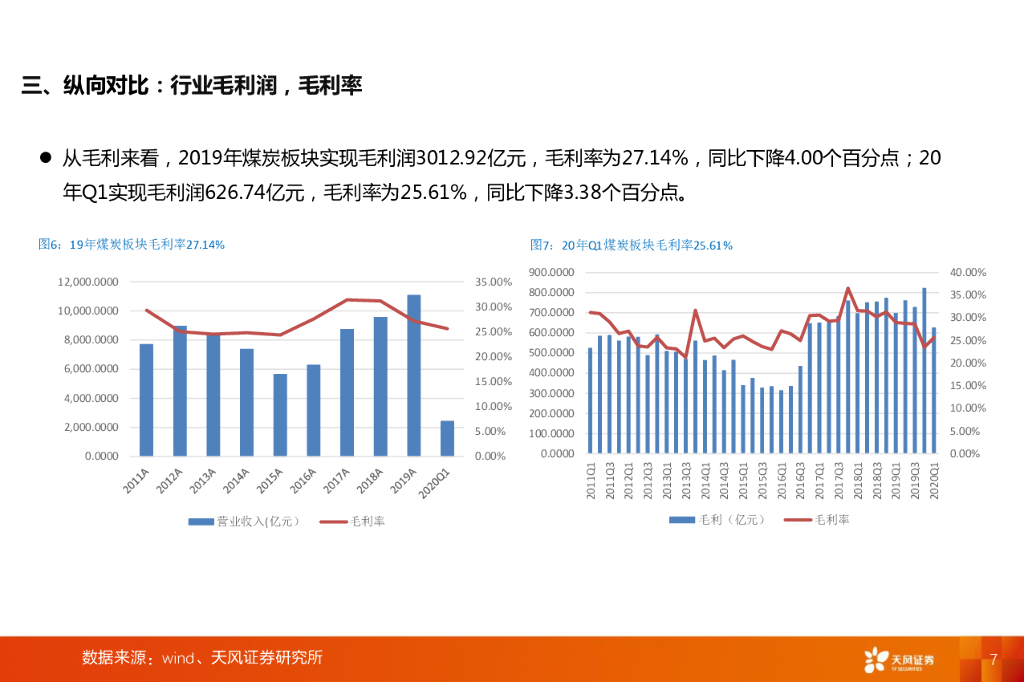 三、纵向对比：行业毛利润，毛利率
● 从毛利来看，2019年煤炭板块实现毛利润3012.92亿元，毛利率为27.14%，同比下降4.00个百分点；20
年Q1实现毛利润626.74亿元，毛利率为25.61%，同比下降3.38个百分点。
图6：19年煤炭板块毛利率27.14%
12,000.0000
10,000.0000
8,000.0000
6,000.0000
4,000.0000
2,000.0000
0.0000
35.00%
30.00%
25.00%
20.00%
15.00%
10.00%
5.00%
0.00%
2011A 2012A 2013A 2014A 2015A 2016A 2017A 2018A 2019A 2020Q1
营业收入(亿元） 毛利率
图7：20年Q1煤炭板块毛利率25.61%
900.0000
800.0000
700.0000
600.0000
500.0000
400.0000
300.0000
200.0000
100.0000
0.0000
40.00%
35.00%
30.00%
25.00%
20.00%
15.00%
10.00%
5.00%
0.00%
2011Q1 2011Q3 2012Q1 2012Q3 2013Q1 2013Q3 2014Q1 2014Q3 2015Q1 2015Q3 2016Q1 2016Q3 2017Q1 2017Q3 2018Q1 2018Q3 2019Q1 2019Q3 2020Q1
毛利（亿元） 毛利率
数据来源：wind、天风证券研究所
天风证券
TF SECURITIES
7